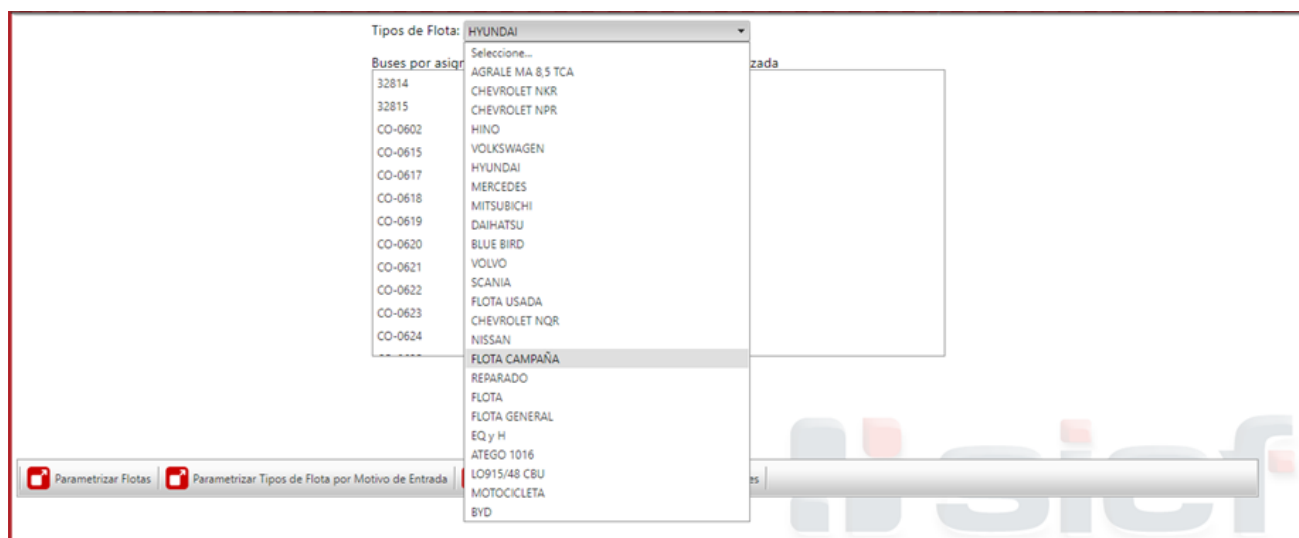 Tipos de Flota: HYUNDAI
Seleccione...
Buses por asign zada
AGRALE MA 8,5 TCA
32814
CHEVROLET NKR
32815
CHEVROLET NPR
CO-0602
HINO
CO-0615
VOLKSWAGEN
CO-0617
HYUNDAI
MERCEDES
CO-0618
MITSUBICHI
CO-0619
DAIHATSU
CO-0620
BLUE BIRD
CO-0621
VOLVO
CO-0622
SCANIA
FLOTA USADA
CO-0623
CHEVROLET NQR
CO-0624
NISSAN
FLOTA CAMPAÑA
REPARADO
FLOTA
FLOTA GENERAL
EQ y H
ATEGO 1016
Parametrizar Flotas Parametrizar Tipos de Flota por Motivo de Entrada es
LO915/48 CBU
MOTOCICLETA
BYD